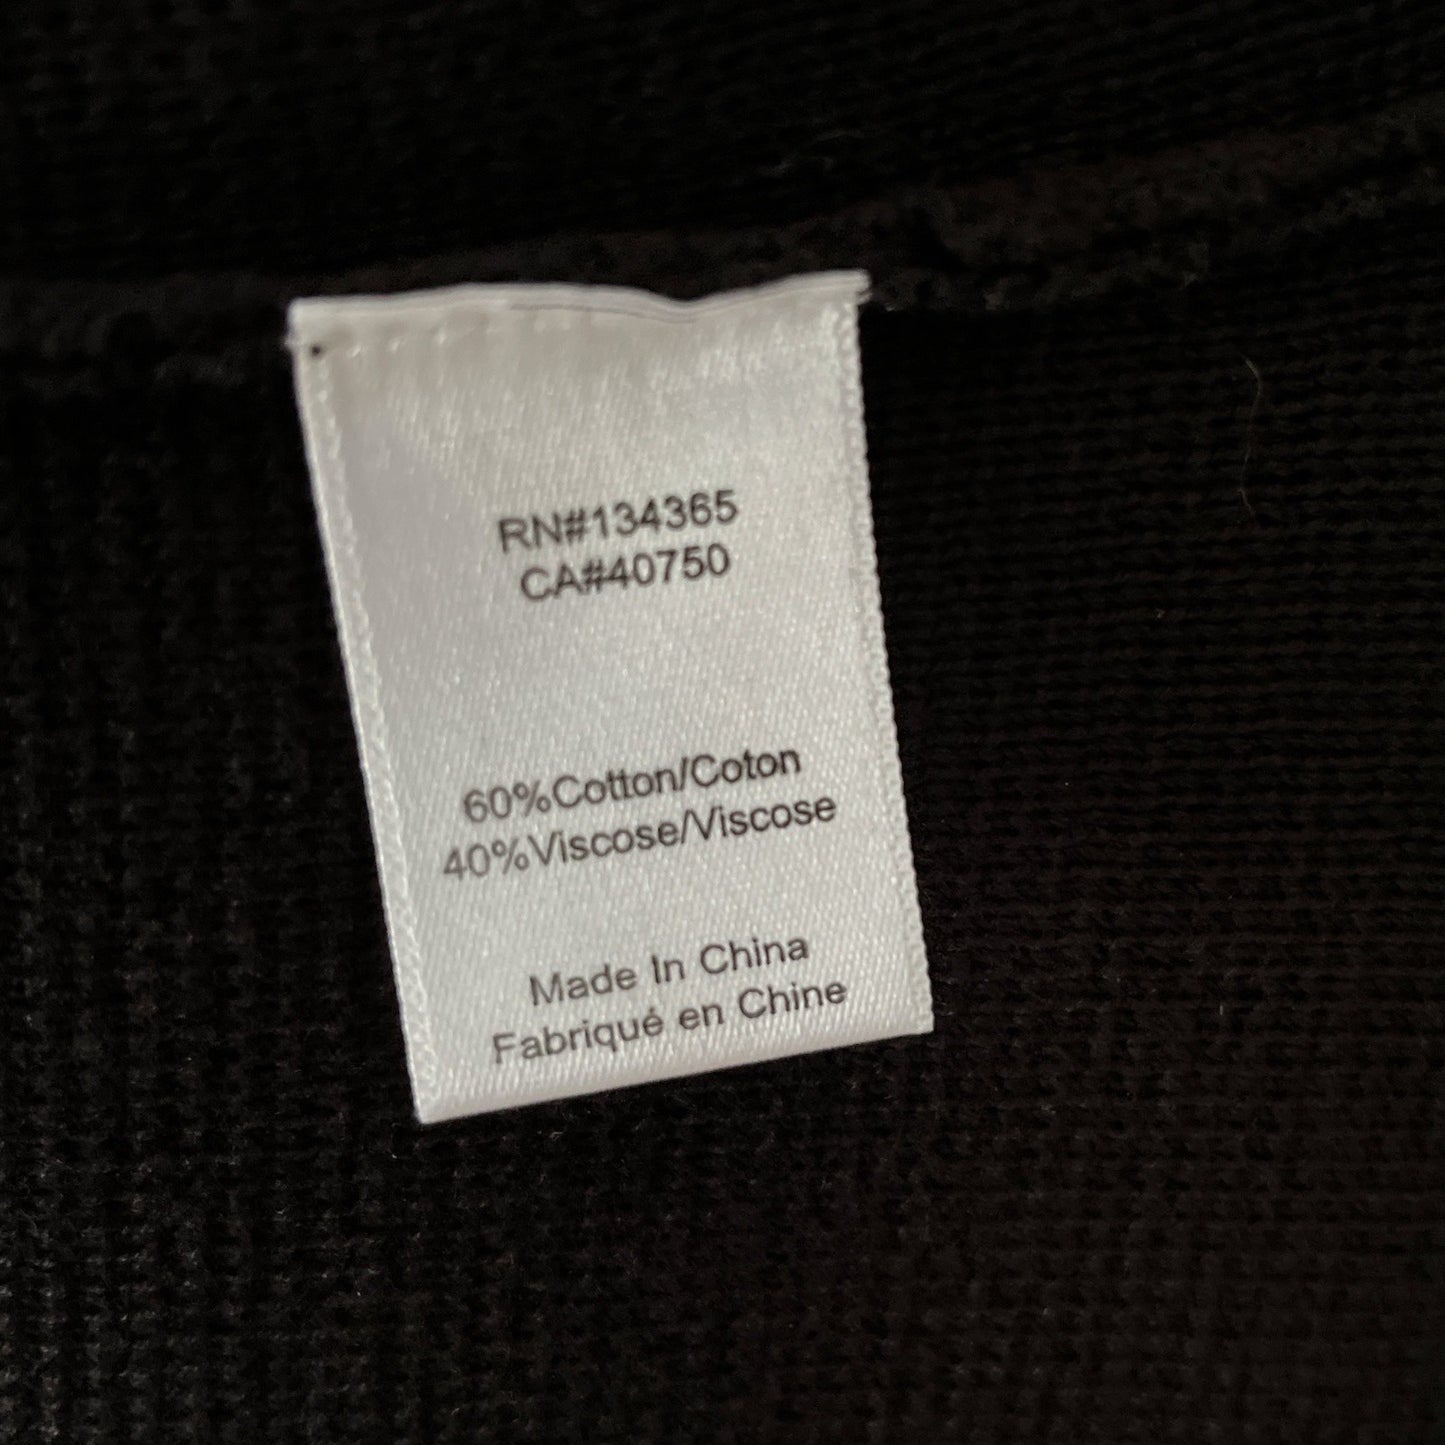 RN#134365
CA#40750
60%Cotton/Coton
40%Viscose/Viscose
Made In China
Fabriqué en Chine